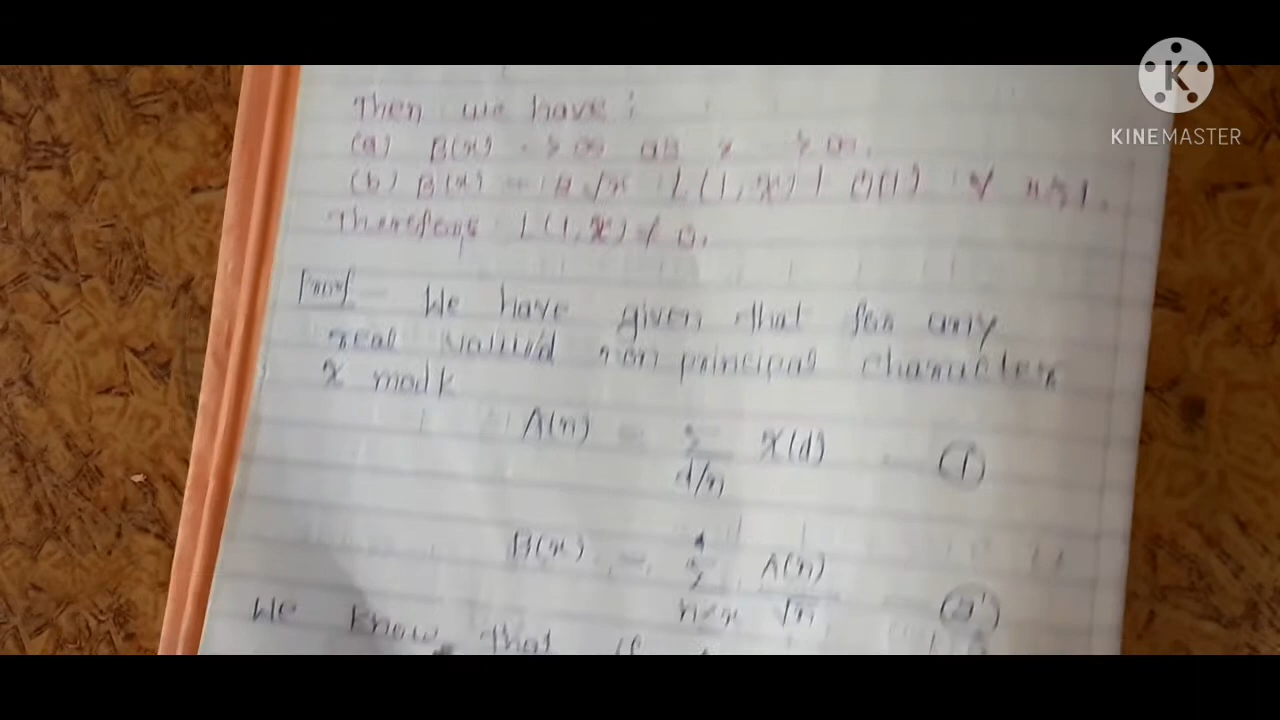 KINEMASTER
Then we have :
(a) B(x) → ∞ as x → ∞.
(b) B(x) = 2√x L(1,χ) + O(1) ∀ x ≥ 1.
Therefore L(1,χ) ≠ 0.
Proof - We have given that for any
real valued non principal character
χ mod k
A(n) = Σ χ(d) - (1)
d/n
B(x) = Σ A(n)
n≤x √n
We know that if